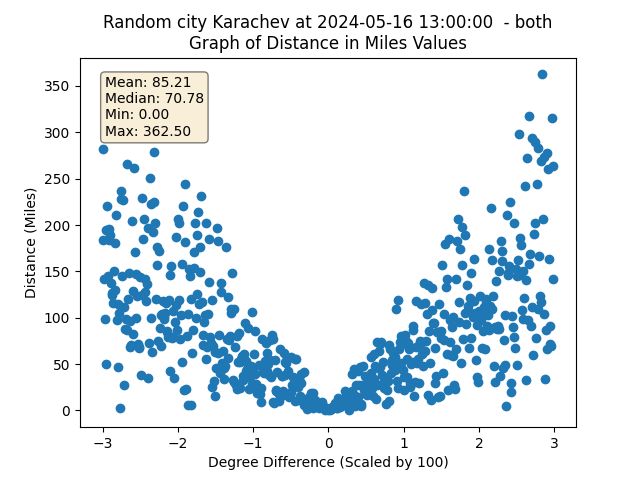 Random city Karachev at 2024-05-16 13:00:00  - both
Graph of Distance in Miles Values
Mean: 85.21
Median: 70.78
Min: 0.00
Max: 362.50
Distance (Miles)
350
300
250
200
150
100
50
0
−3 −2 −1 0 1 2 3
Degree Difference (Scaled by 100)